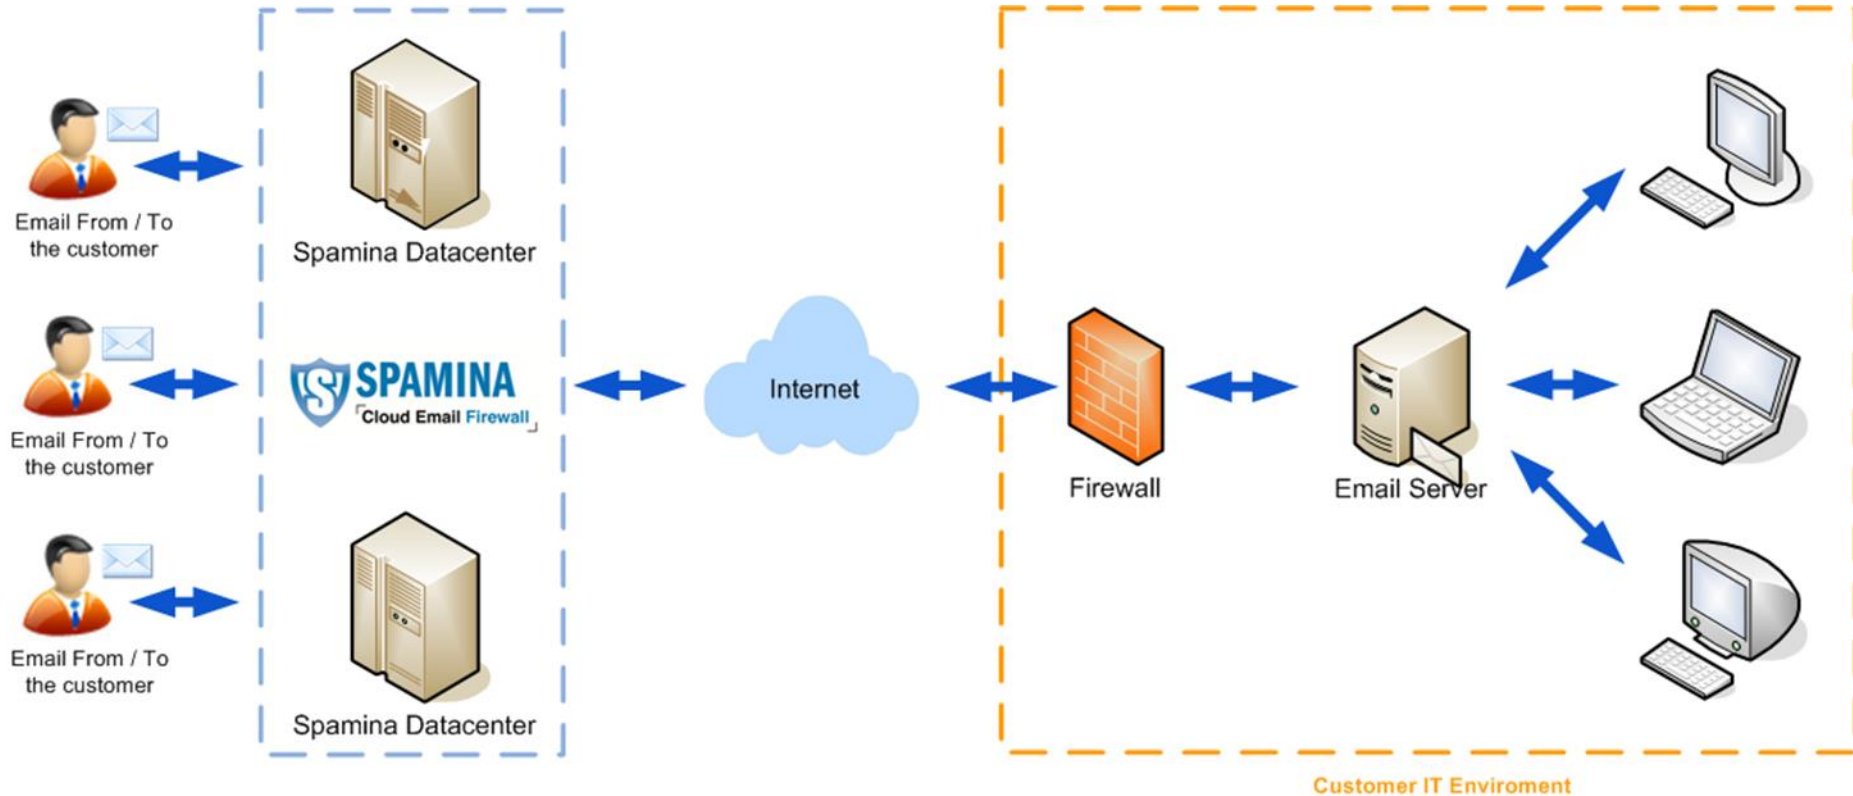 Email From / To
the customer
Spamina Datacenter
Email From / To
the customer
SPAMINA
Cloud Email Firewall
Internet
Firewall
Email Server
Email From / To
the customer
Spamina Datacenter
Customer IT Enviroment